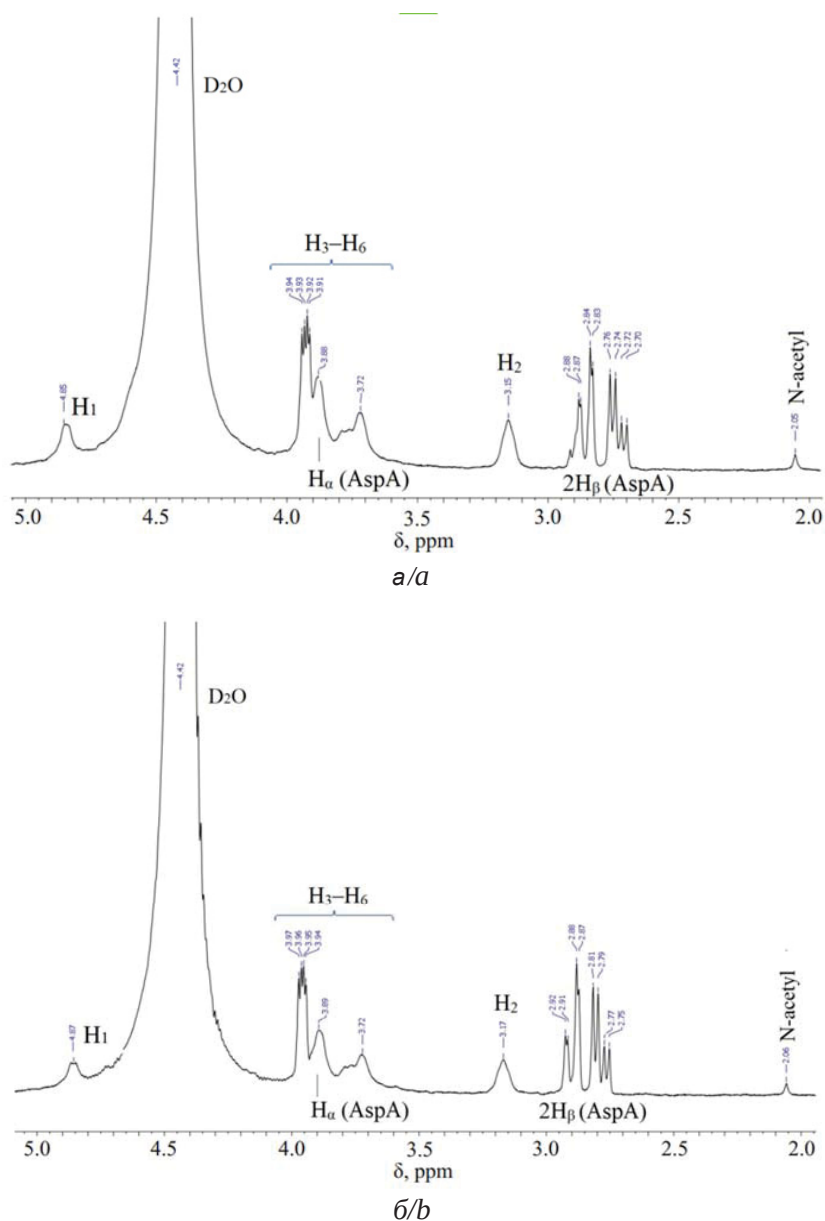 4.42
D₂O
H₃–H₆
3.94 3.93 3.92 3.91
3.88
3.72
4.85
H₁
H₂
3.15
2.88 2.87
2.84 2.83
2.76 2.74 2.72 2.70
2.05
N-acetyl
Hα (AspA)
2Hβ (AspA)
5.0 4.5 4.0 3.5 3.0 2.5 2.0
δ, ppm
а/a
4.42
D₂O
H₃–H₆
3.97 3.96 3.95 3.94
3.89
3.72
4.87
H₁
H₂
3.17
2.92 2.91
2.88 2.87
2.81 2.79
2.77 2.75
2.06
N-acetyl
Hα (AspA)
2Hβ (AspA)
5.0 4.5 4.0 3.5 3.0 2.5 2.0
δ, ppm
б/b